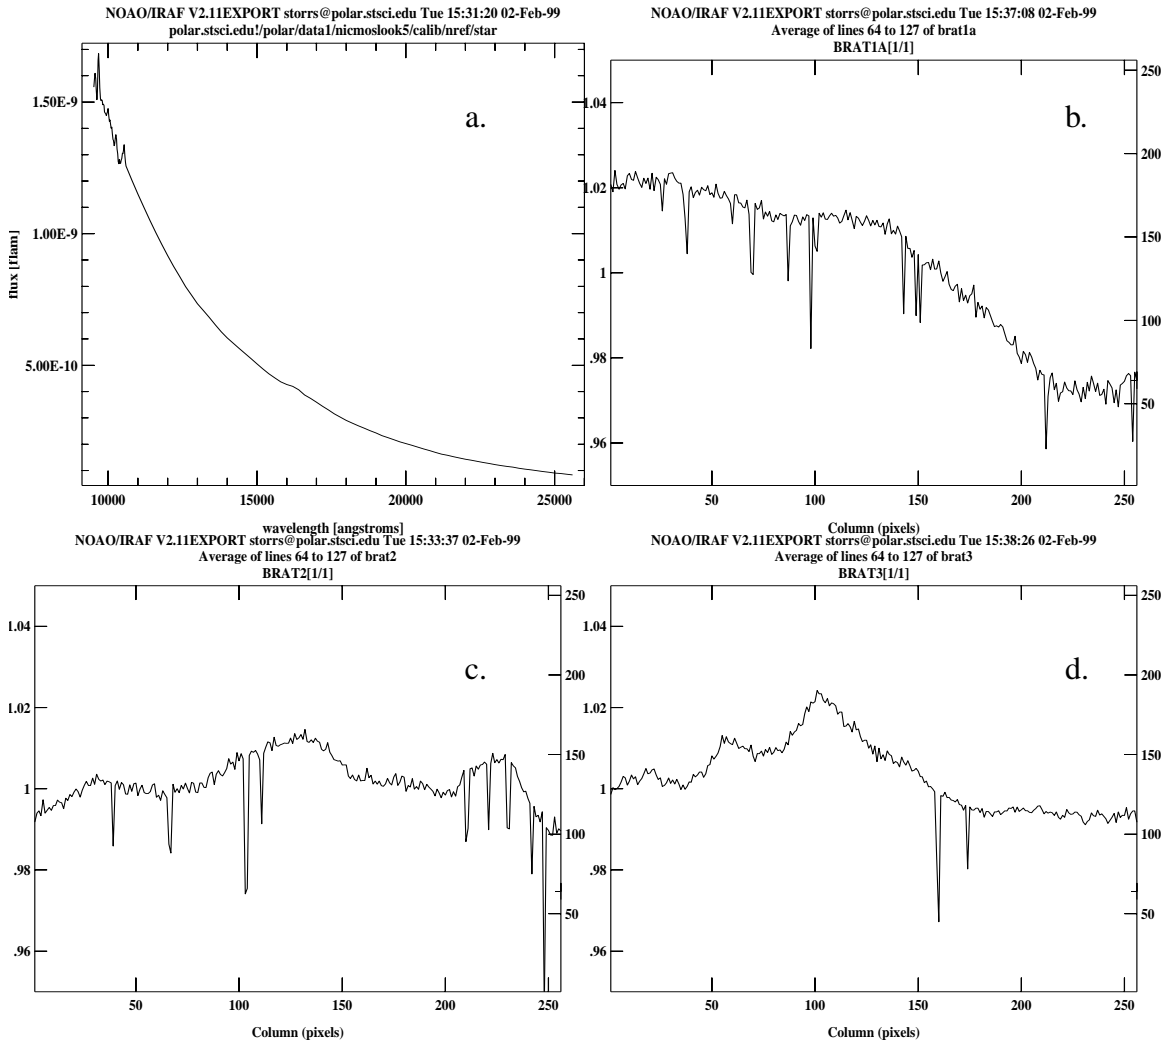 NOAO/IRAF V2.11EXPORT storrs@polar.stsci.edu Tue 15:31:20 02-Feb-99
polar.stsci.edu!/polar/data1/nicmoslook5/calib/nref/star
a.
1.50E-9
1.00E-9
5.00E-10
flux [flam]
10000 15000 20000 25000
wavelength [angstroms]
NOAO/IRAF V2.11EXPORT storrs@polar.stsci.edu Tue 15:37:08 02-Feb-99
Average of lines 64 to 127 of brat1a
BRAT1A[1/1]
b.
1.04
1.02
1
.98
.96
250
200
150
100
50
50 100 150 200 250
Column (pixels)
NOAO/IRAF V2.11EXPORT storrs@polar.stsci.edu Tue 15:33:37 02-Feb-99
Average of lines 64 to 127 of brat2
BRAT2[1/1]
c.
1.04
1.02
1
.98
.96
250
200
150
100
50
50 100 150 200 250
Column (pixels)
NOAO/IRAF V2.11EXPORT storrs@polar.stsci.edu Tue 15:38:26 02-Feb-99
Average of lines 64 to 127 of brat3
BRAT3[1/1]
d.
1.04
1.02
1
.98
.96
250
200
150
100
50
50 100 150 200 250
Column (pixels)